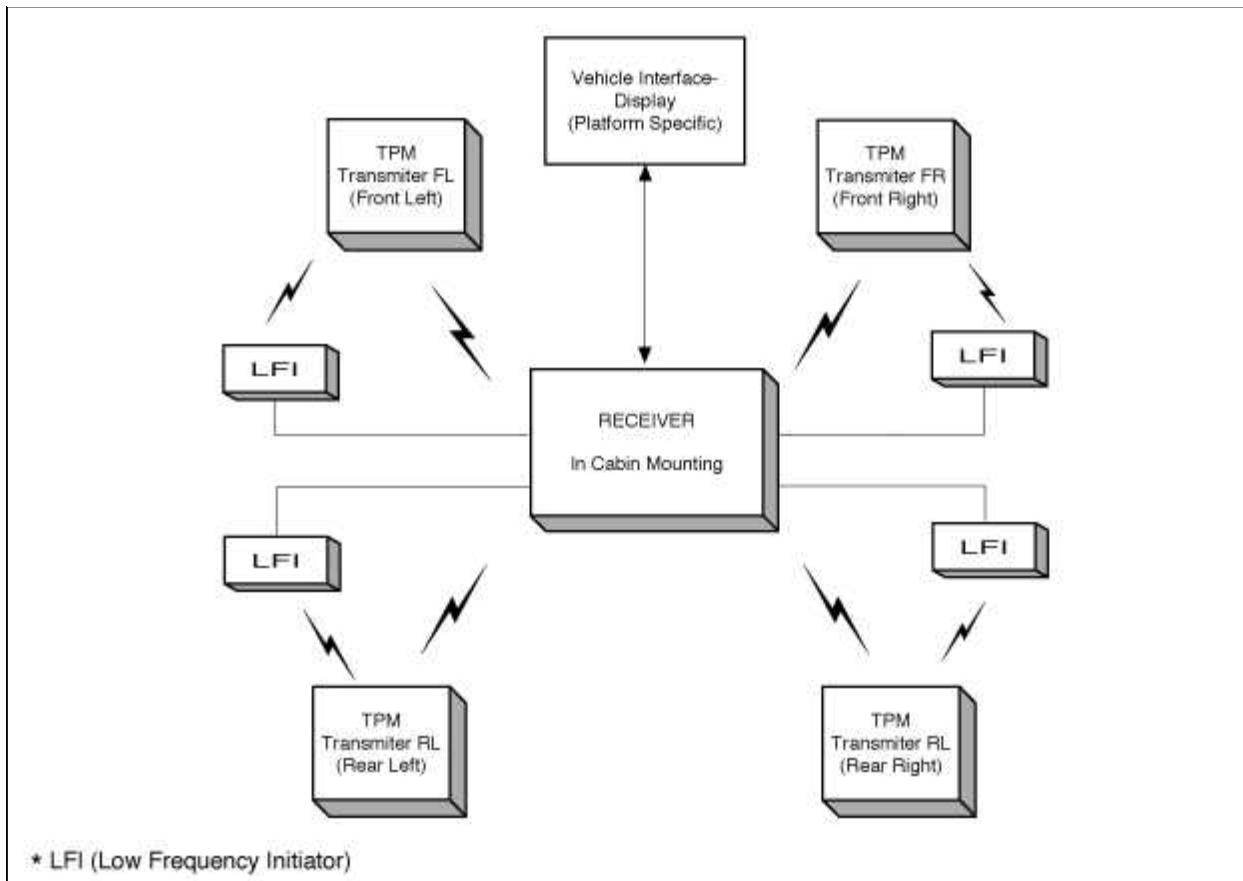 Vehicle Interface-
Display
(Platform Specific)
TPM
Transmiter FL
(Front Left)
TPM
Transmiter FR
(Front Right)
LFI
LFI
RECEIVER
In Cabin Mounting
LFI
LFI
TPM
Transmiter RL
(Rear Left)
TPM
Transmiter RL
(Rear Right)
* LFI (Low Frequency Initiator)